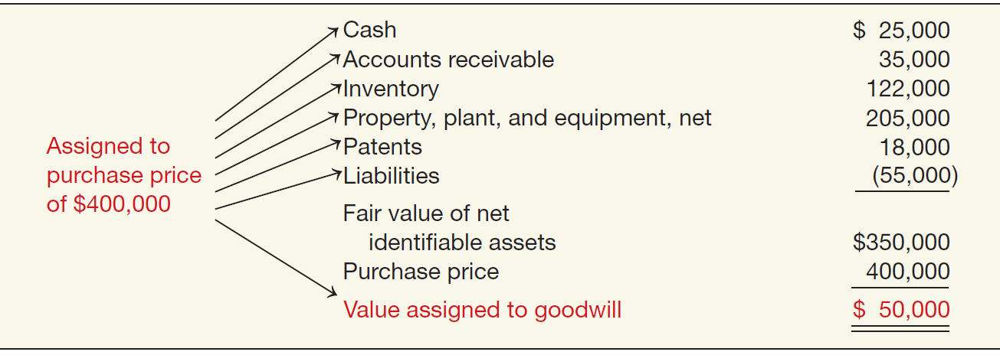 Cash $ 25,000
Accounts receivable 35,000
Inventory 122,000
Property, plant, and equipment, net 205,000
Assigned to
purchase price
of $400,000
Patents 18,000
Liabilities (55,000)
Fair value of net
identifiable assets $350,000
Purchase price 400,000
Value assigned to goodwill $ 50,000